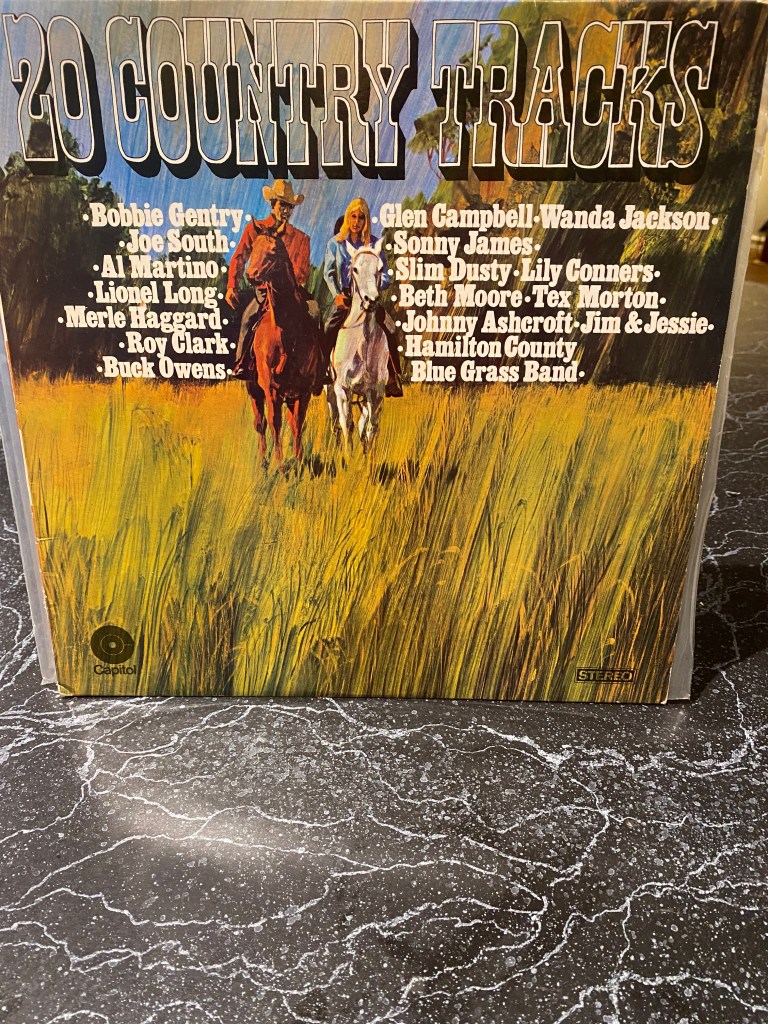 20 COUNTRY TRACKS
·Bobbie Gentry·
·Joe South·
·Al Martino·
·Lionel Long·
·Merle Haggard·
·Roy Clark·
·Buck Owens·
·Glen Campbell·Wanda Jackson·
·Sonny James·
·Slim Dusty·Lily Conners·
·Beth Moore·Tex Morton·
·Johnny Ashcroft·Jim & Jessie·
·Hamilton County
Blue Grass Band·
Capitol
STEREO